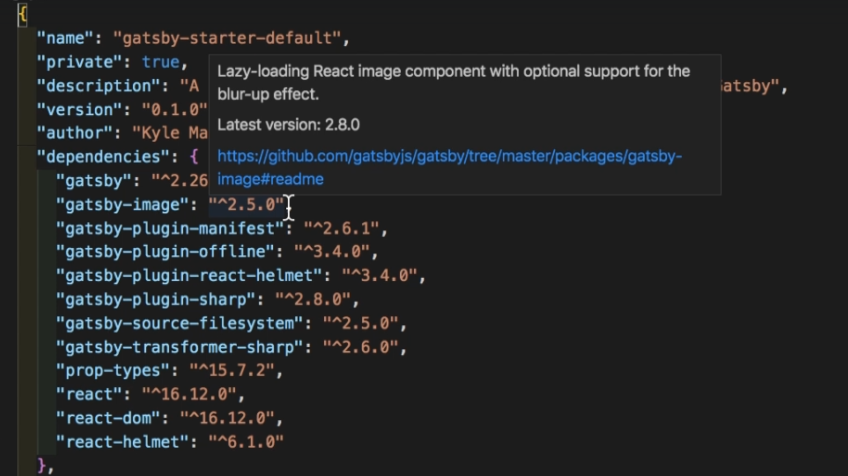 {
"name": "gatsby-starter-default",
"private": true,
"description": "A
atsby",
"version": "0.1.0"
"author": "Kyle Ma
"dependencies": {
"gatsby": "^2.26
"gatsby-image": "^2.5.0",
"gatsby-plugin-manifest": "^2.6.1",
"gatsby-plugin-offline": "^3.4.0",
"gatsby-plugin-react-helmet": "^3.4.0",
"gatsby-plugin-sharp": "^2.8.0",
"gatsby-source-filesystem": "^2.5.0",
"gatsby-transformer-sharp": "^2.6.0",
"prop-types": "^15.7.2",
"react": "^16.12.0",
"react-dom": "^16.12.0",
"react-helmet": "^6.1.0"
},
Lazy-loading React image component with optional support for the
blur-up effect.
Latest version: 2.8.0
https://github.com/gatsbyjs/gatsby/tree/master/packages/gatsby-
image#readme